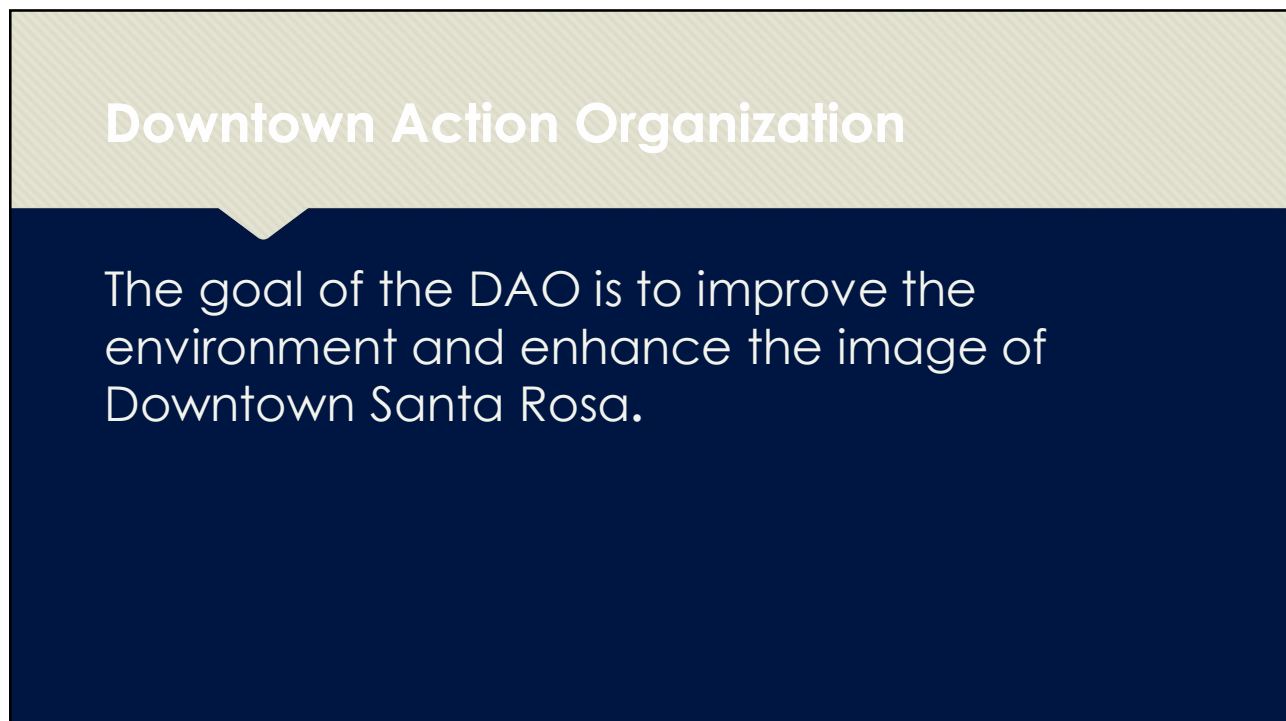 Downtown Action Organization
The goal of the DAO is to improve the
environment and enhance the image of
Downtown Santa Rosa.